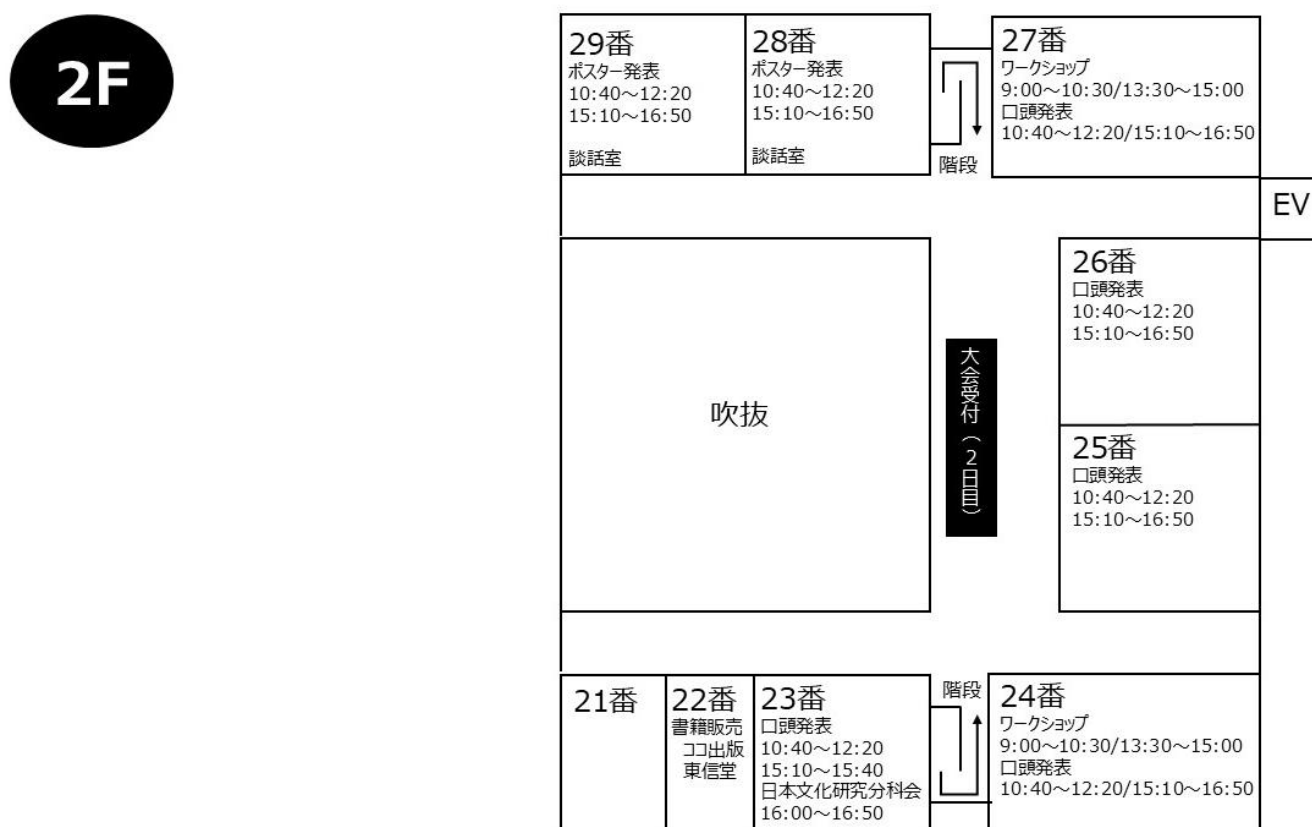 2F
29番
ポスター発表
10:40～12:20
15:10～16:50
談話室
28番
ポスター発表
10:40～12:20
15:10～16:50
談話室
階段
27番
ワークショップ
9:00～10:30/13:30～15:00
口頭発表
10:40～12:20/15:10～16:50
EV
吹抜
大会受付（2日目）
26番
口頭発表
10:40～12:20
15:10～16:50
25番
口頭発表
10:40～12:20
15:10～16:50
21番
22番
書籍販売
ココ出版
東信堂
23番
口頭発表
10:40～12:20
15:10～15:40
日本文化研究分科会
16:00～16:50
階段
24番
ワークショップ
9:00～10:30/13:30～15:00
口頭発表
10:40～12:20/15:10～16:50